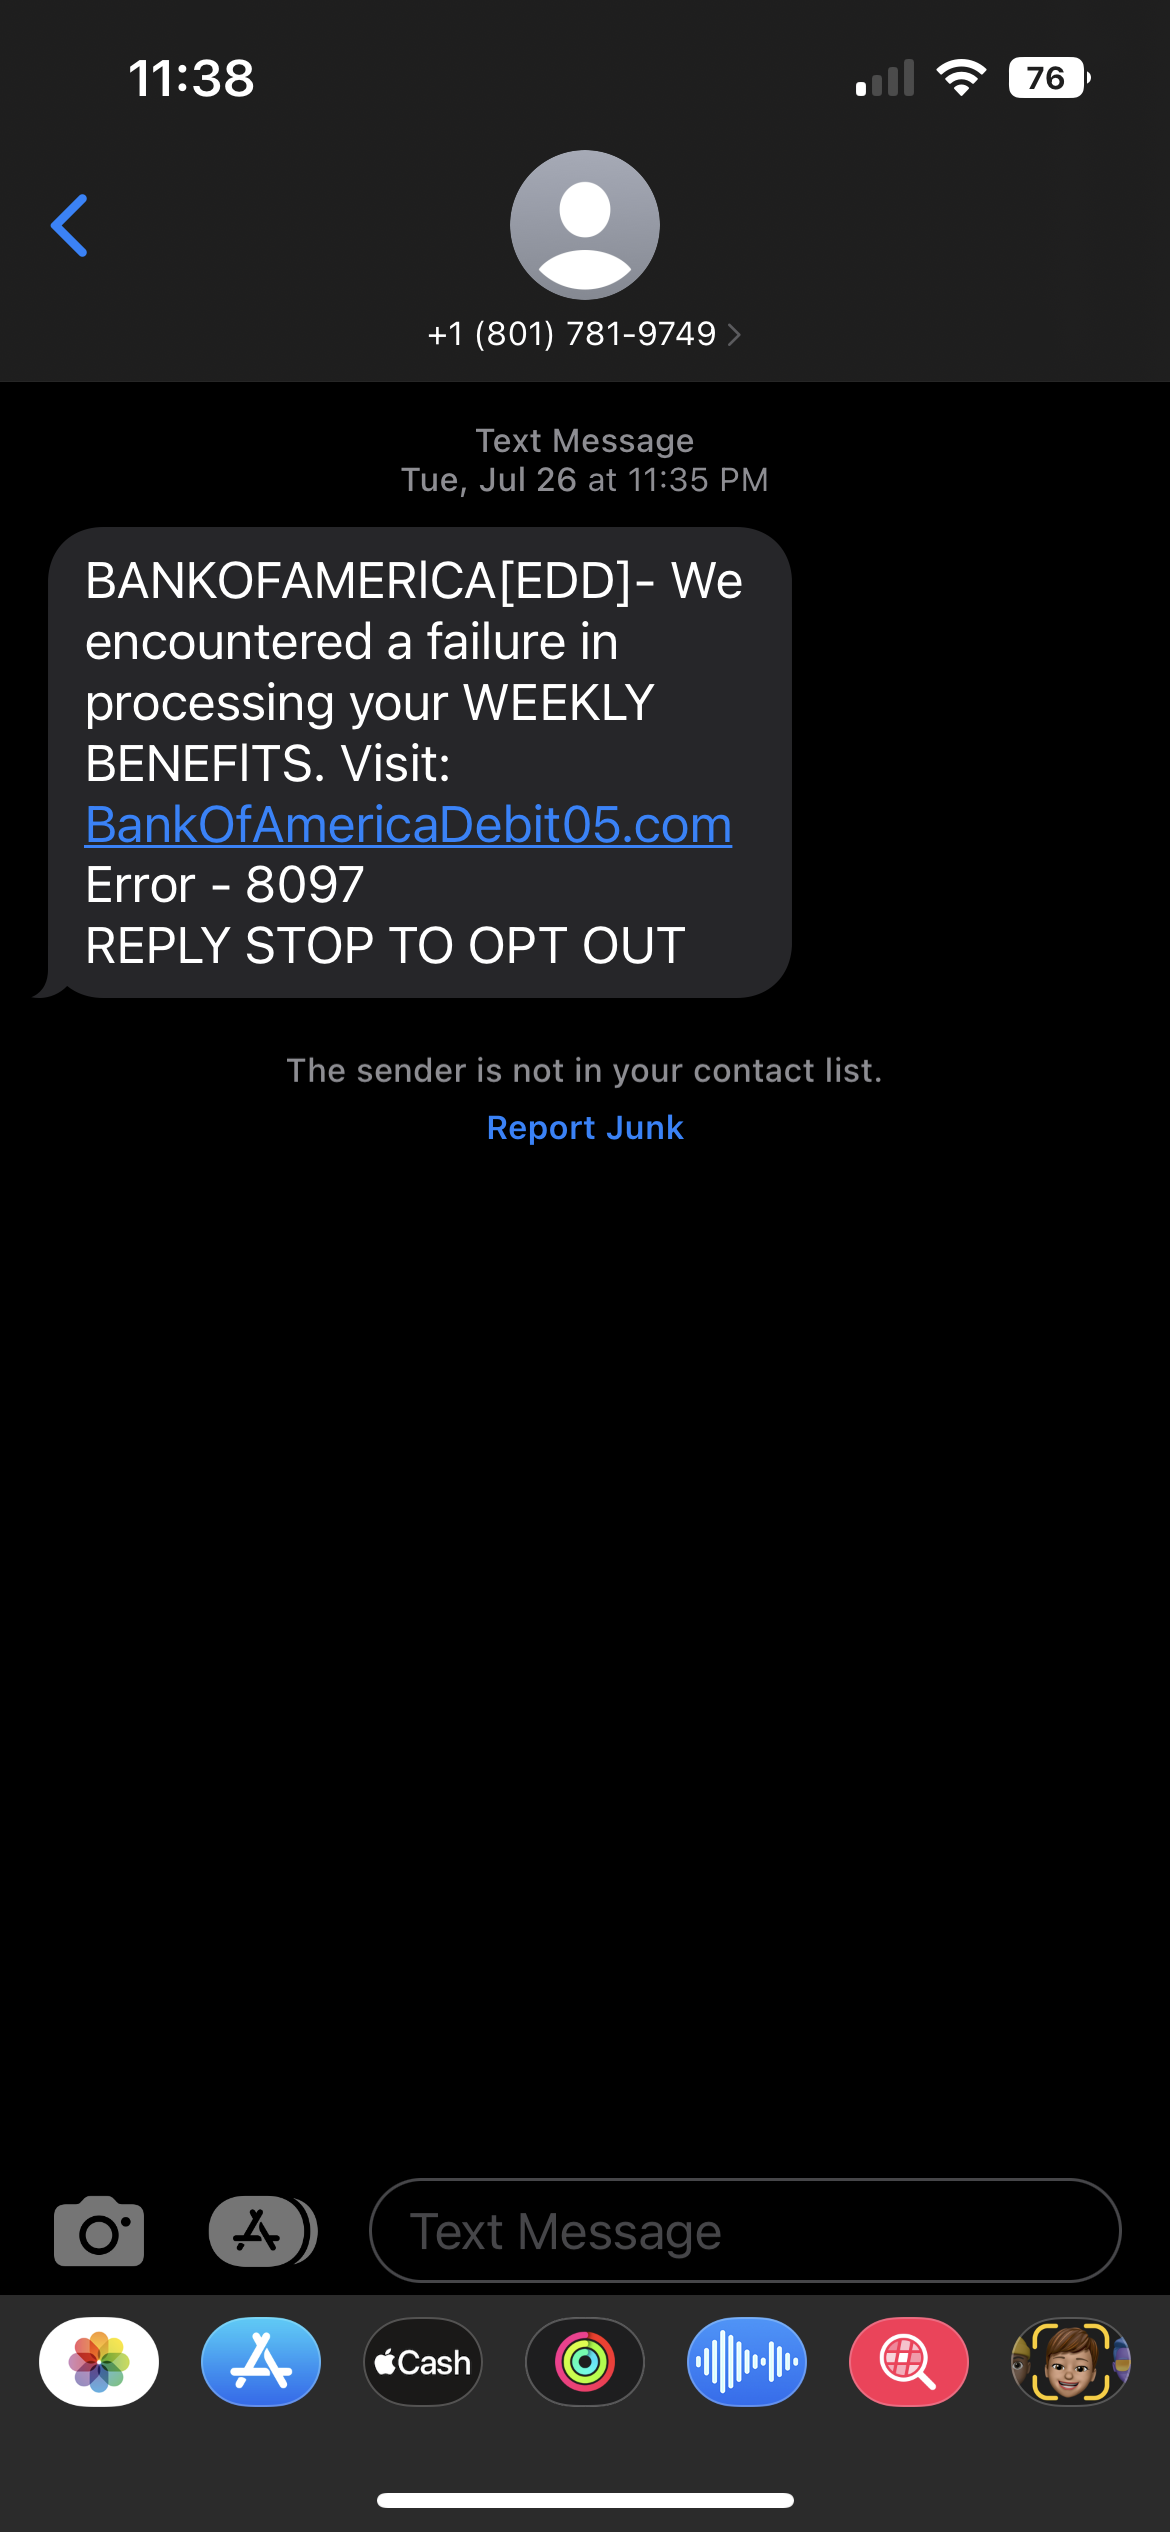 11:38
76
+1 (801) 781-9749
Text Message
Tue, Jul 26 at 11:35 PM
BANKOFAMERlCA[EDD]- We
encountered a failure in
processing your WEEKLY
BENEFlTS. Visit:
BankOfAmericaDebit05.com
Error - 8097
REPLY STOP TO OPT OUT
The sender is not in your contact list.
Report Junk
Text Message
Cash